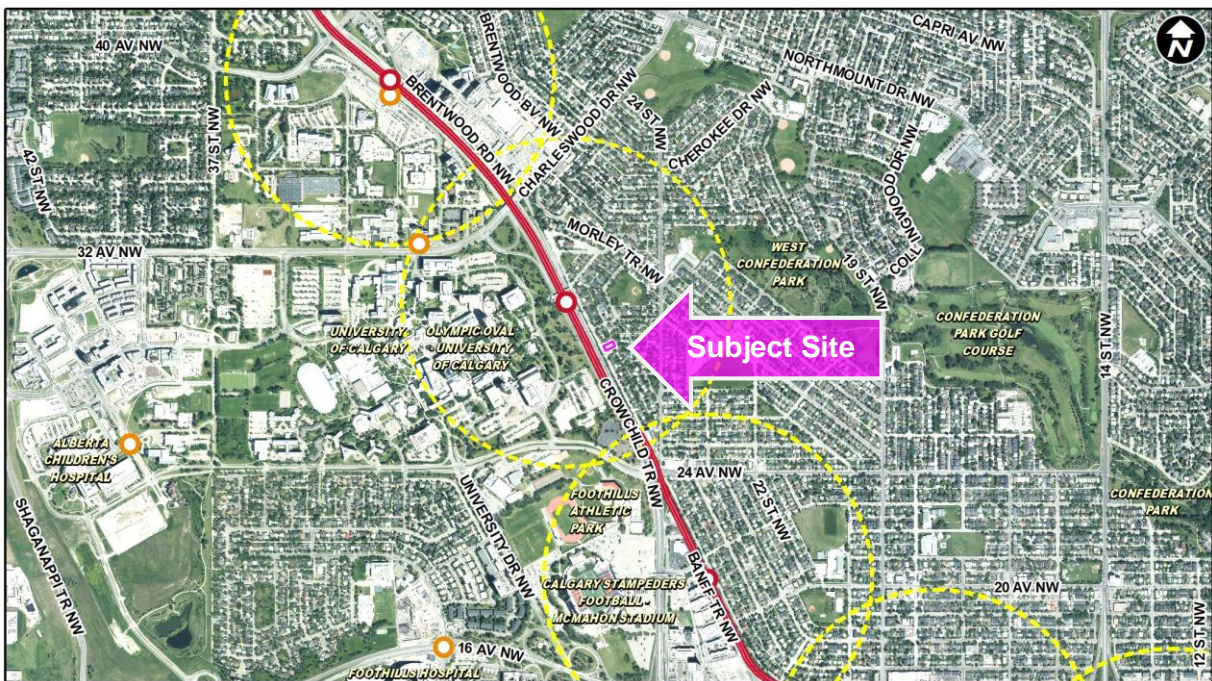 40 AV NW
37 ST NW
42 ST NW
BRENTWOOD RD NW
BRENTWOOD BV NW
CHARLESWOOD DR NW
24 ST NW
CHEROKEE DR NW
CAPRI AV NW
NORTHMOUNT DR NW
COLLINGWOOD DR NW
N
32 AV NW
MORLEY TR NW
WEST
CONFEDERATION
PARK
19 ST NW
UNIVERSITY
OF CALGARY
OLYMPIC OVAL
- UNIVERSITY
OF CALGARY
Subject Site
CONFEDERATION
PARK GOLF
COURSE
14 ST NW
CROWCHILD TR NW
ALBERTA
CHILDREN'S
HOSPITAL
24 AV NW
CONFEDERATION
PARK
SHAGANAPPI TR NW
UNIVERSITY DR NW
FOOTHILLS
ATHLETIC
PARK
22 ST NW
CALGARY STAMPEDERS
FOOTBALL -
MCMAHON STADIUM
BANFF TR NW
20 AV NW
12 ST NW
16 AV NW
FOOTHILLS HOSPITAL